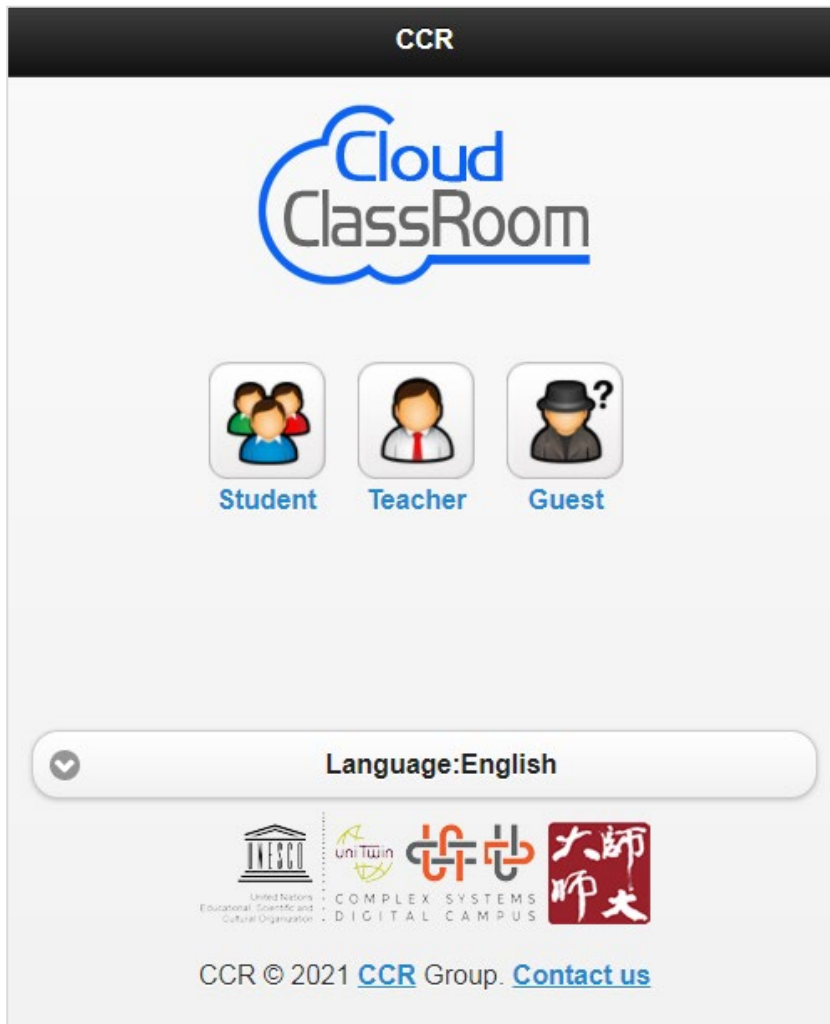 CCR
Cloud
ClassRoom
?
Student Teacher Guest
Language:English
UNESCO
United Nations
Educational, Scientific and
Cultural Organization
uniTwin
COMPLEX SYSTEMS
DIGITAL CAMPUS
大師
師大
CCR © 2021 CCR Group. Contact us